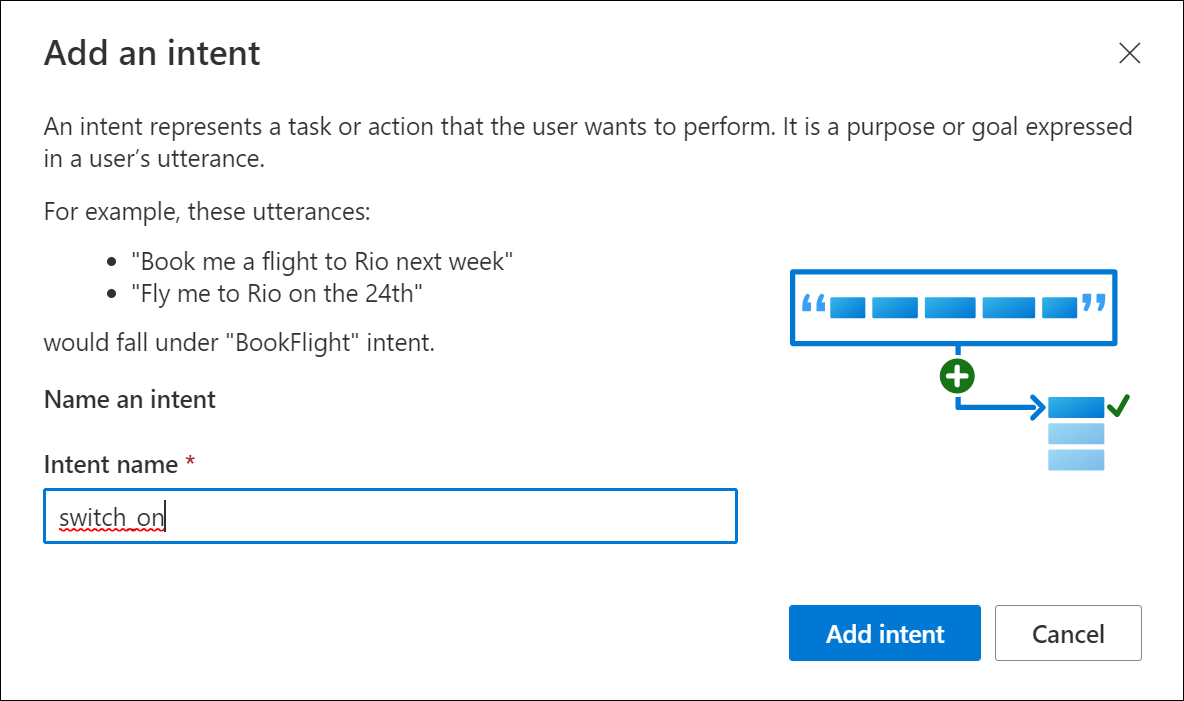 Add an intent
An intent represents a task or action that the user wants to perform. It is a purpose or goal expressed
in a user’s utterance.
For example, these utterances:
• "Book me a flight to Rio next week"
• "Fly me to Rio on the 24th"
would fall under "BookFlight" intent.
Name an intent
Intent name *
switch_on
Add intent
Cancel